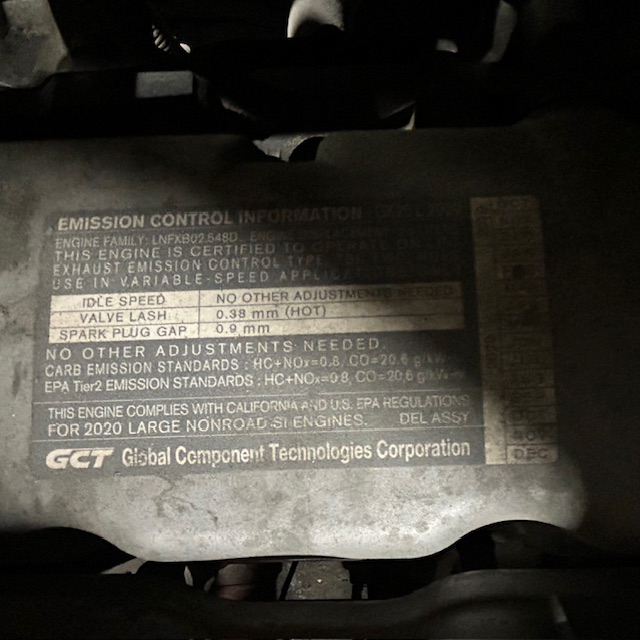 EMISSION CONTROL INFORMATION
ENGINE FAMILY: LNFXB02.548D
THIS ENGINE IS CERTIFIED TO OPERATE
EXHAUST EMISSION CONTROL TYPE
USE IN VARIABLE-SPEED
IDLE SPEED NO OTHER ADJUSTMENTS NEEDED
VALVE LASH 0.38 mm (HOT)
SPARK PLUG GAP 0.9 mm
NO OTHER ADJUSTMENTS NEEDED.
CARB EMISSION STANDARDS : HC+NOx=0.8, CO=20.6
EPA Tier2 EMISSION STANDARDS : HC+NOx=0.8, CO=20.6
THIS ENGINE COMPLIES WITH CALIFORNIA AND U.S. EPA REGULATIONS
FOR 2020 LARGE NONROAD SI ENGINES. DEL ASSY
GCT Global Component Technologies Corporation
NOV
DEC